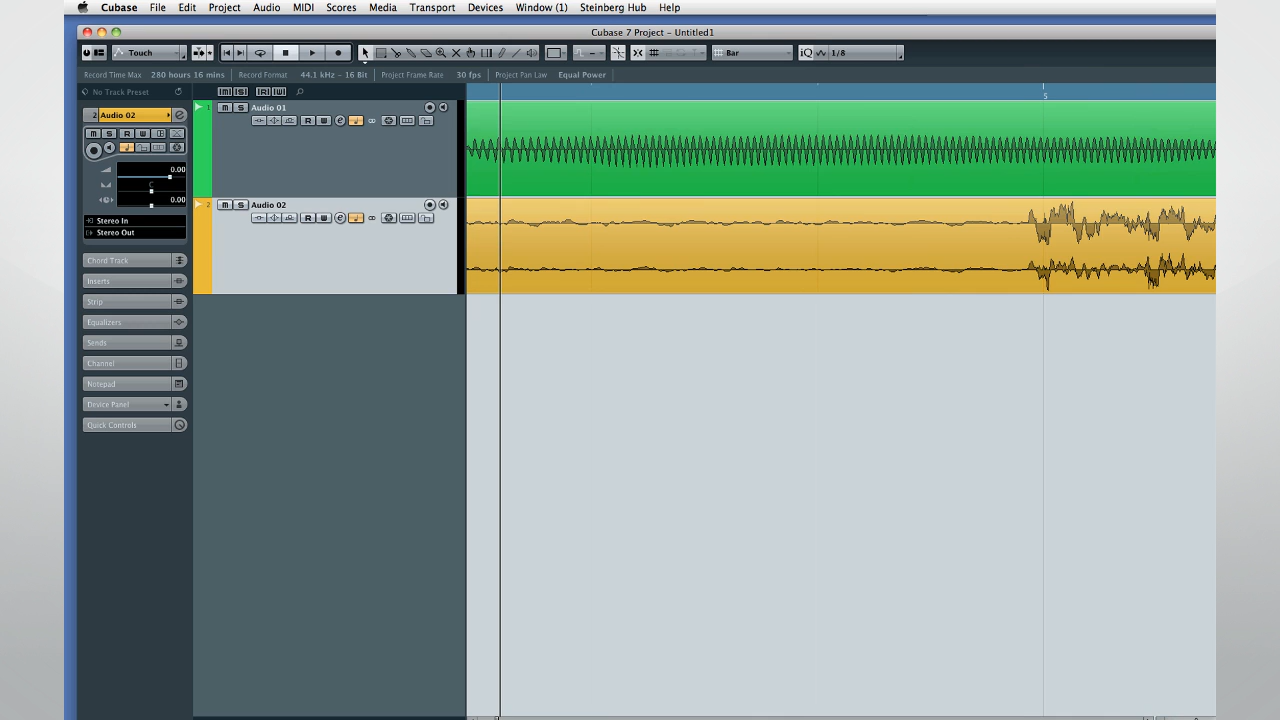 Cubase File Edit Project Audio MIDI Scores Media Transport Devices Window (1) Steinberg Hub Help
Cubase 7 Project - Untitled1
Touch Bar iQ 1/8
Record Time Max 280 hours 16 mins Record Format 44.1 kHz - 16 Bit Project Frame Rate 30 fps Project Pan Law Equal Power
No Track Preset M S R W
5
1 M S Audio 01
R W e
2 Audio 02 e
M S R W
0.00
C
0.00
2 M S Audio 02
R W e
Stereo In
Stereo Out
Chord Track
Inserts
Strip
Equalizers
Sends
Channel
Notepad
Device Panel
Quick Controls